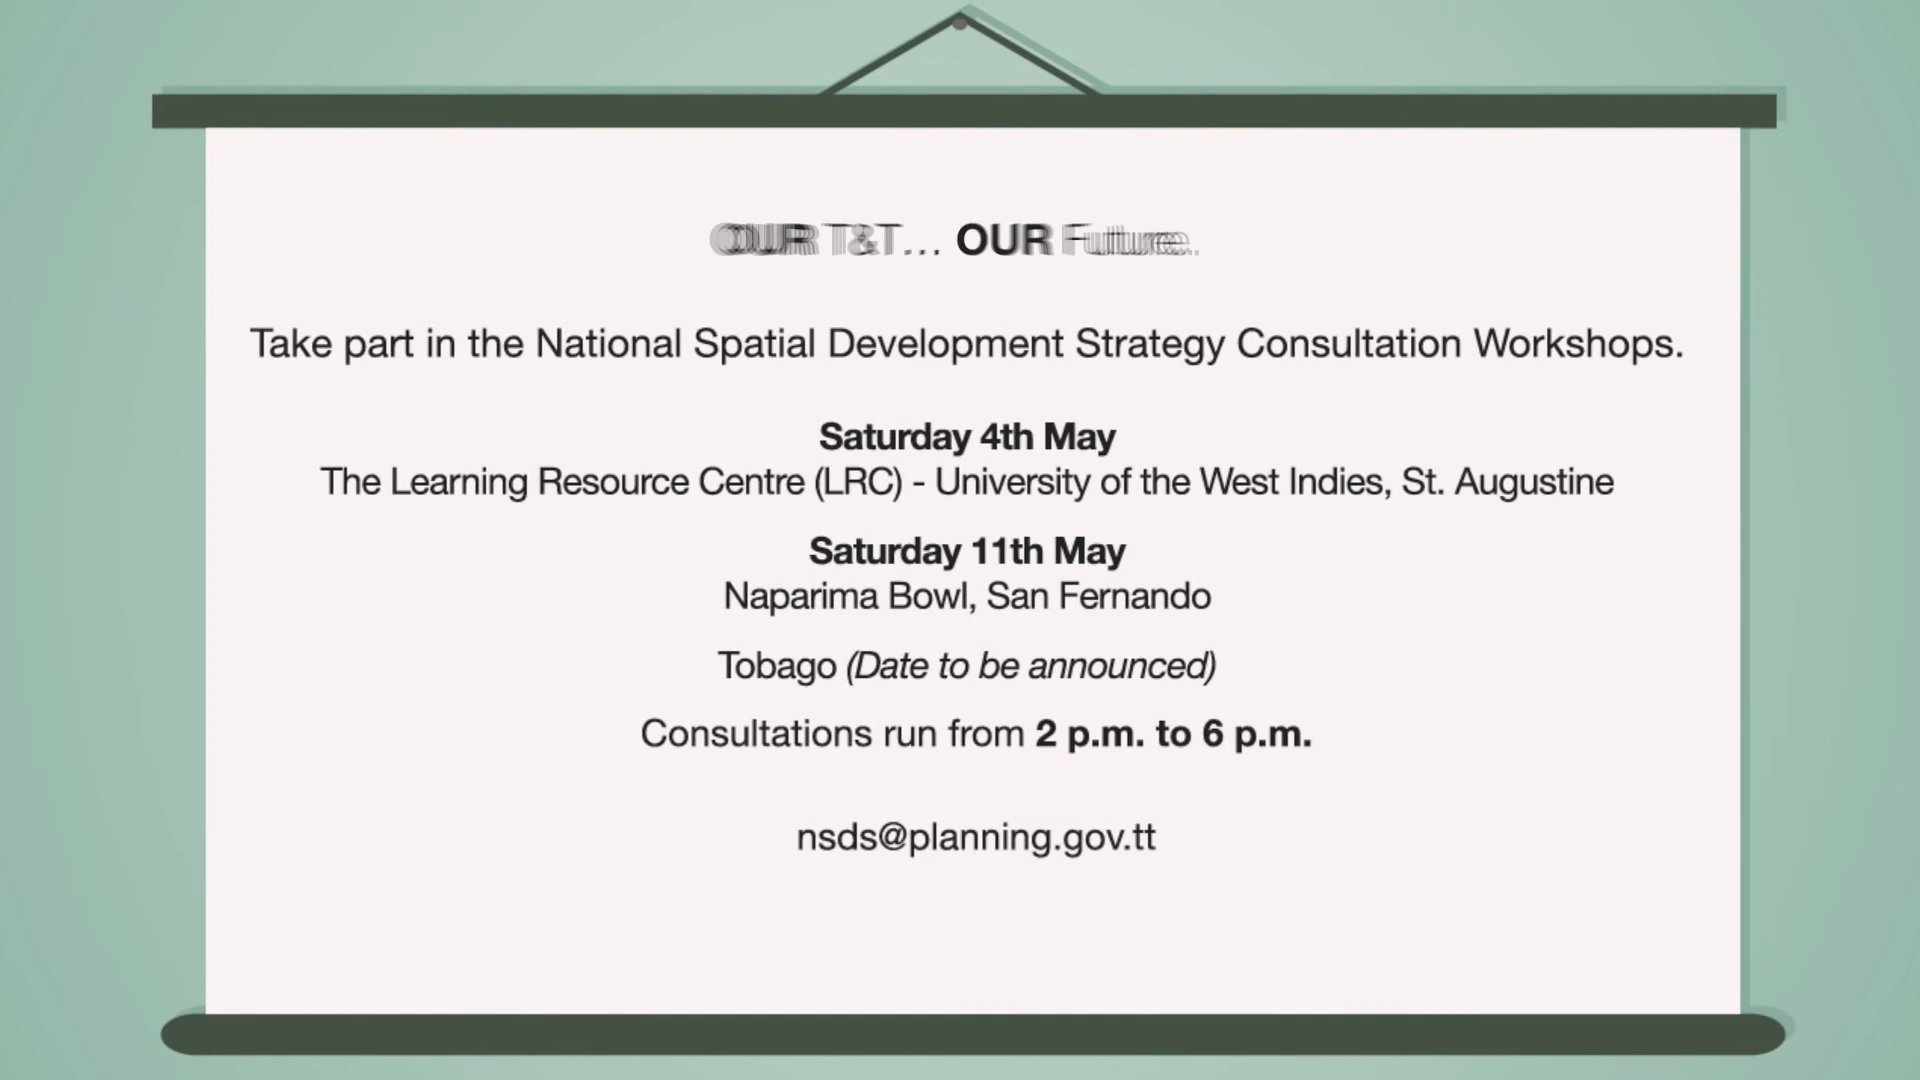 OUR T&T... OUR Future..
Take part in the National Spatial Development Strategy Consultation Workshops.
Saturday 4th May
The Learning Resource Centre (LRC) - University of the West Indies, St. Augustine
Saturday 11th May
Naparima Bowl, San Fernando
Tobago (Date to be announced)
Consultations run from 2 p.m. to 6 p.m.
nsds@planning.gov.tt